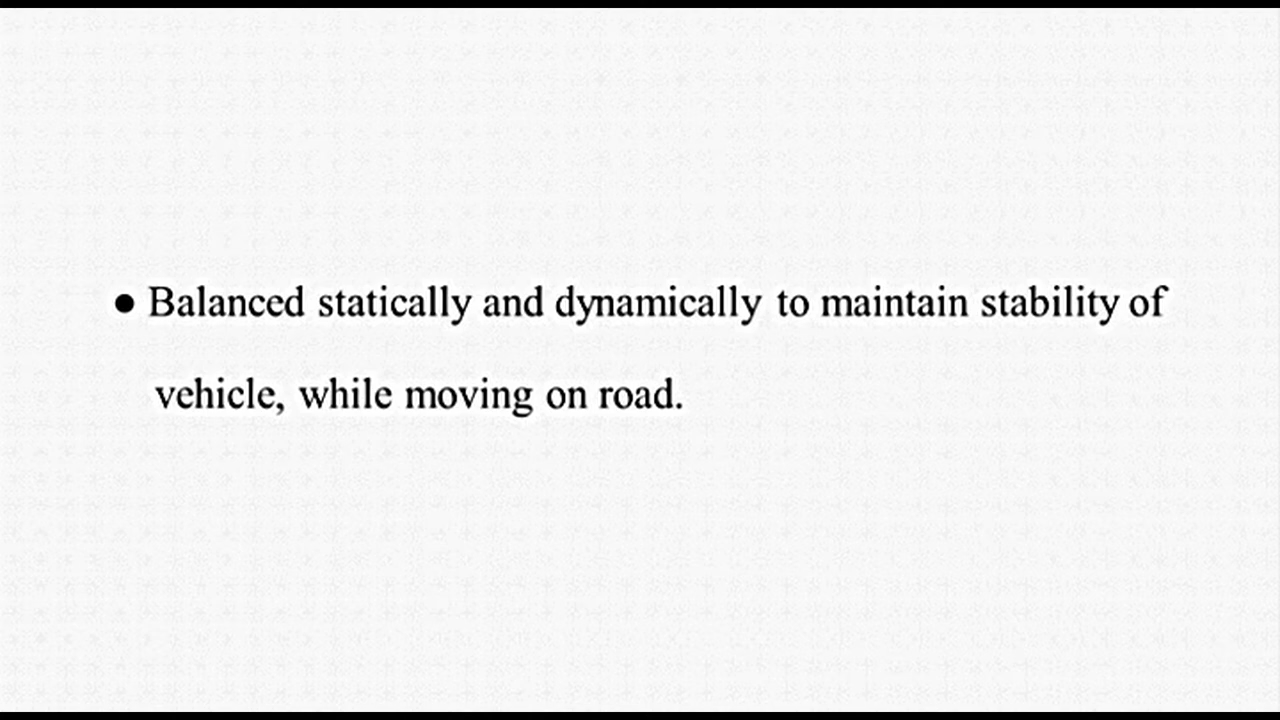 ● Balanced statically and dynamically to maintain stability of
vehicle, while moving on road.